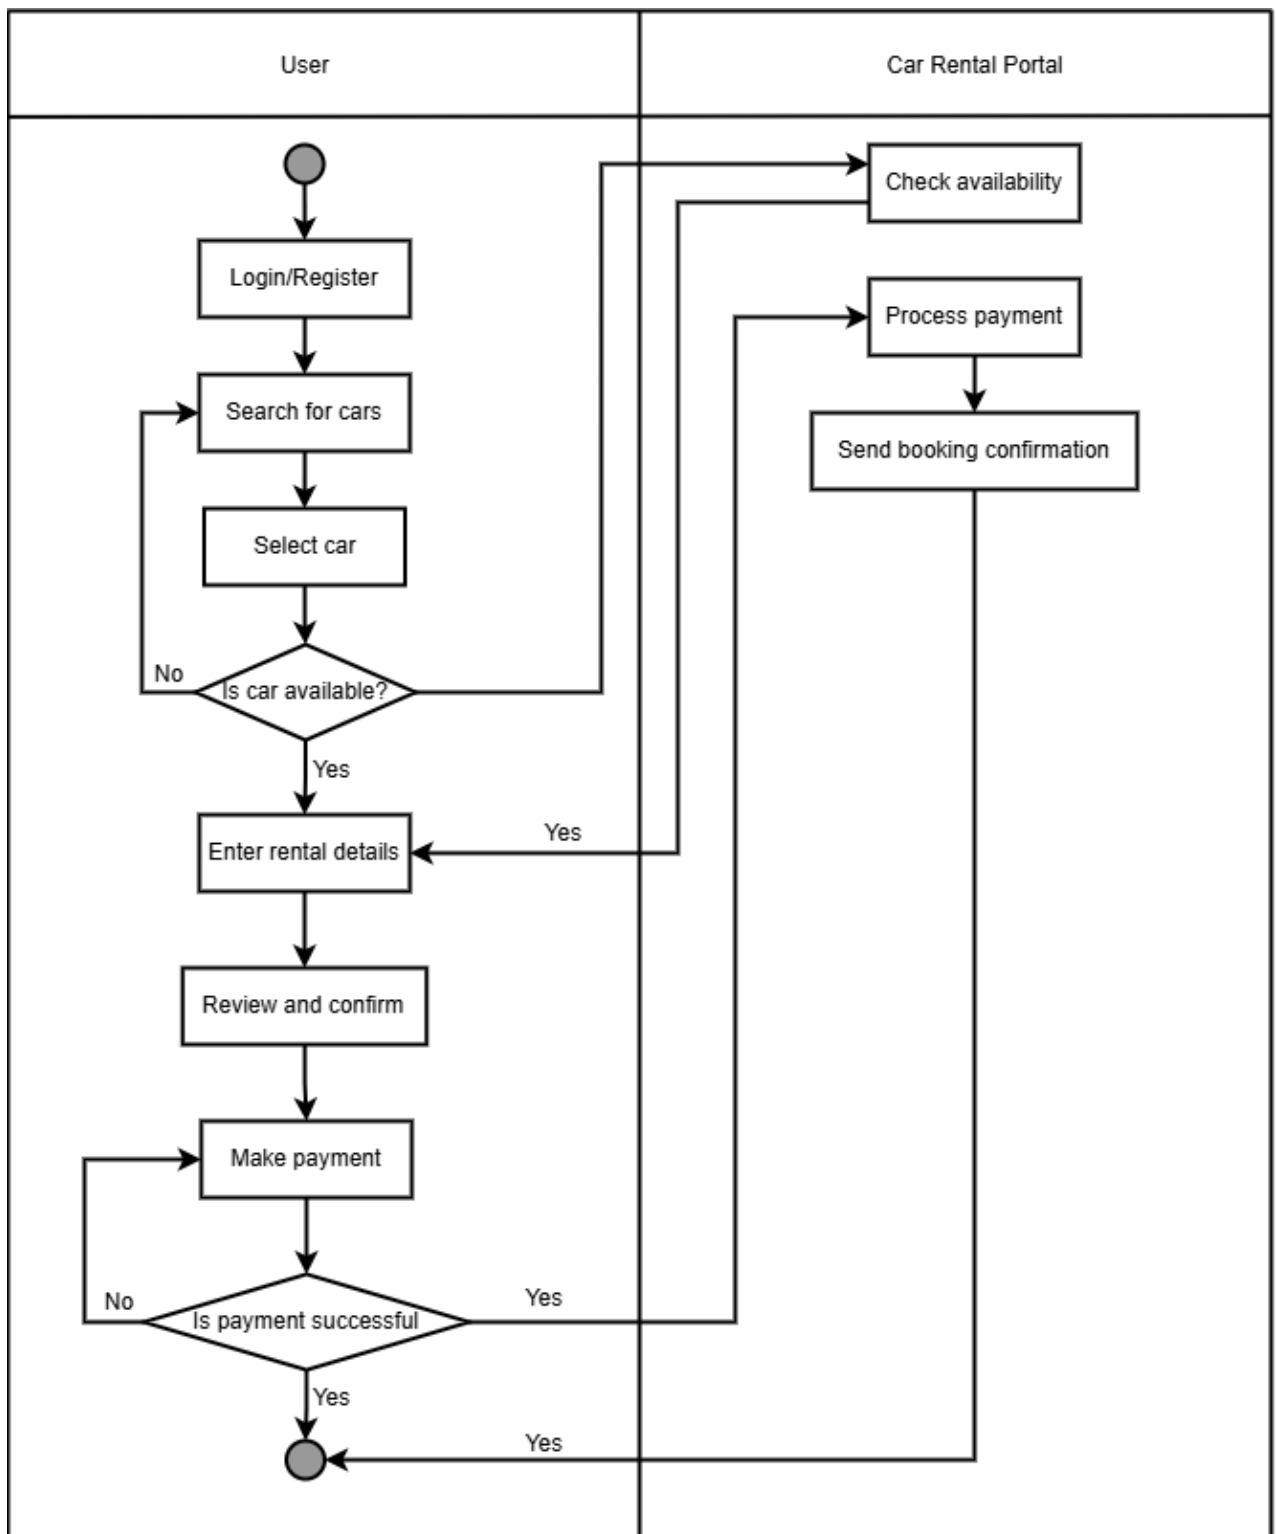 User
Car Rental Portal
Check availability
Login/Register
Process payment
Search for cars
Send booking confirmation
Select car
No
Is car available?
Yes
Yes
Enter rental details
Review and confirm
Make payment
No
Yes
Is payment successful
Yes
Yes